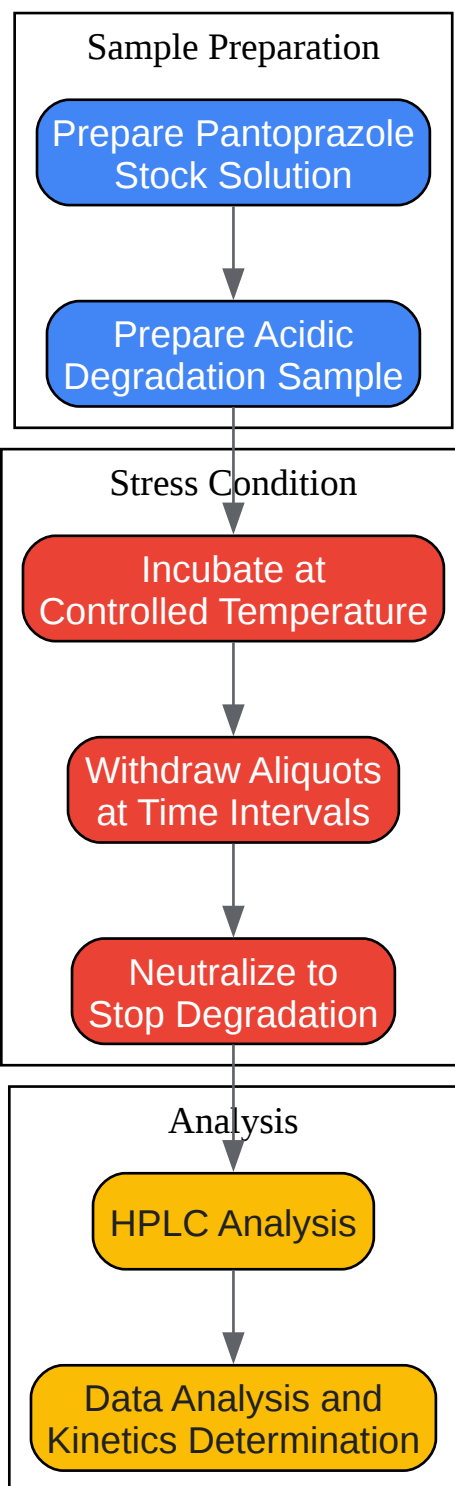 Sample Preparation
Prepare Pantoprazole
Stock Solution
Prepare Acidic
Degradation Sample
Stress Condition
Incubate at
Controlled Temperature
Withdraw Aliquots
at Time Intervals
Neutralize to
Stop Degradation
Analysis
HPLC Analysis
Data Analysis and
Kinetics Determination